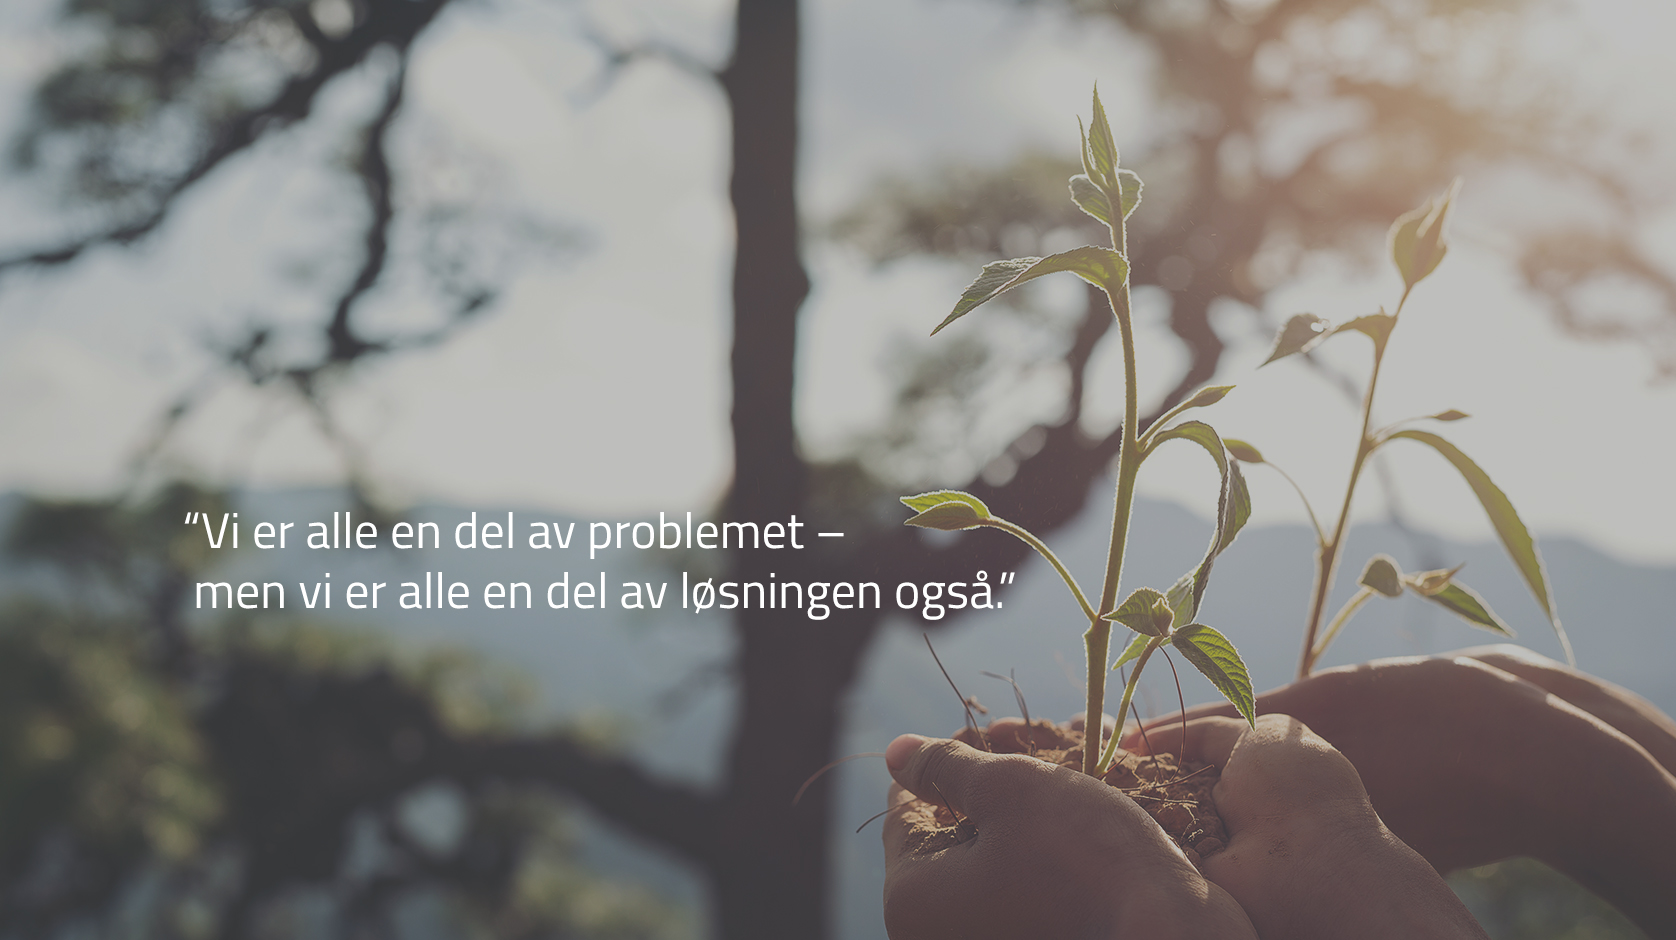 “Vi er alle en del av problemet –
men vi er alle en del av løsningen også.”